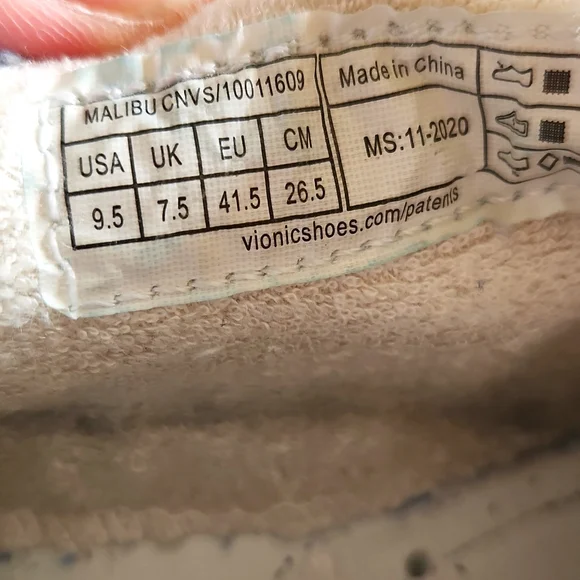 MALIBU CNVS/10011609
Made in China
USA UK EU CM
9.5 7.5 41.5 26.5
MS:11-2020
vionicshoes.com/patents